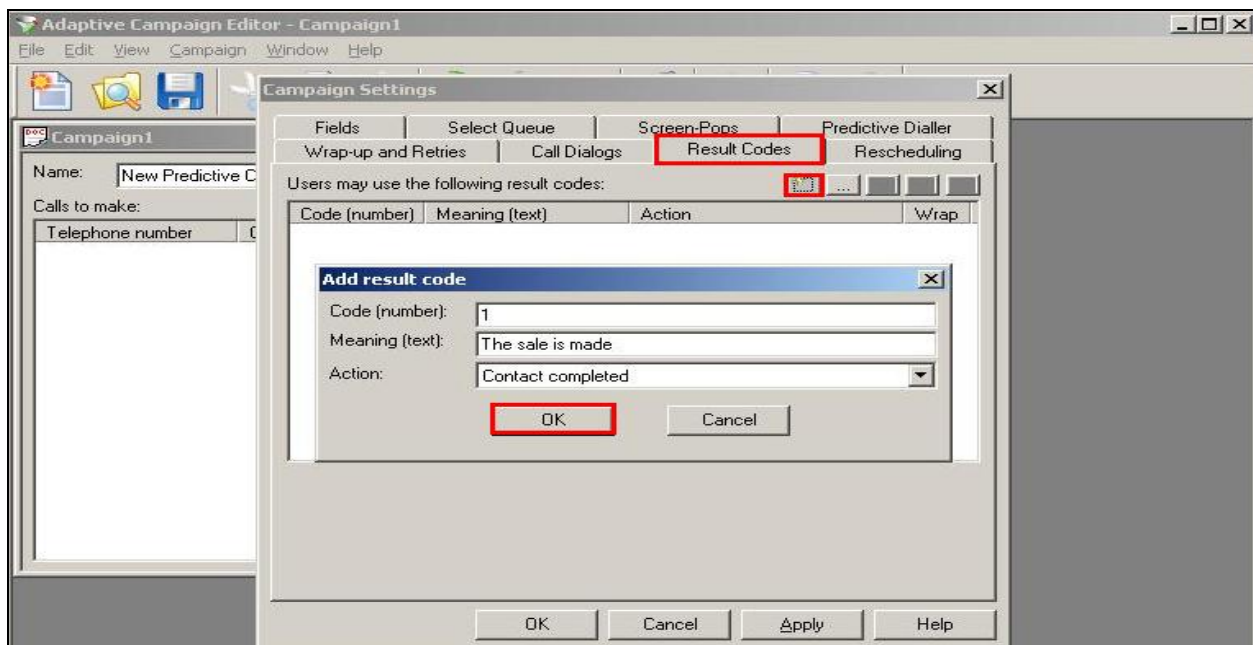 Adaptive Campaign Editor - Campaign1
File Edit View Campaign Window Help
Campaign Settings
Campaign1
Fields Select Queue Screen-Pops Predictive Dialler
Wrap-up and Retries Call Dialogs Result Codes Rescheduling
Name: New Predictive C
Users may use the following result codes: ...
Calls to make:
Code (number) Meaning (text) Action Wrap
Telephone number
Add result code
Code (number): 1
Meaning (text): The sale is made
Action: Contact completed
OK Cancel
OK Cancel Apply Help